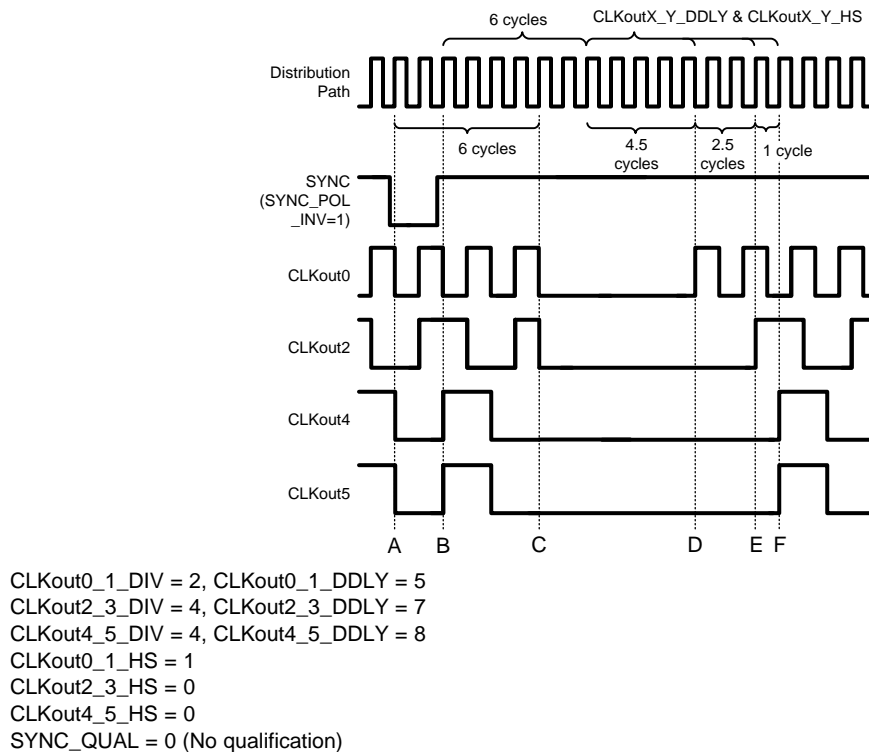 6 cycles
CLKoutX_Y_DDLY & CLKoutX_Y_HS
Distribution
Path
6 cycles
4.5
cycles
2.5
cycles
1 cycle
SYNC
(SYNC_POL
_INV=1)
CLKout0
CLKout2
CLKout4
CLKout5
A B C D E F
CLKout0_1_DIV = 2, CLKout0_1_DDLY = 5
CLKout2_3_DIV = 4, CLKout2_3_DDLY = 7
CLKout4_5_DIV = 4, CLKout4_5_DDLY = 8
CLKout0_1_HS = 1
CLKout2_3_HS = 0
CLKout4_5_HS = 0
SYNC_QUAL = 0 (No qualification)